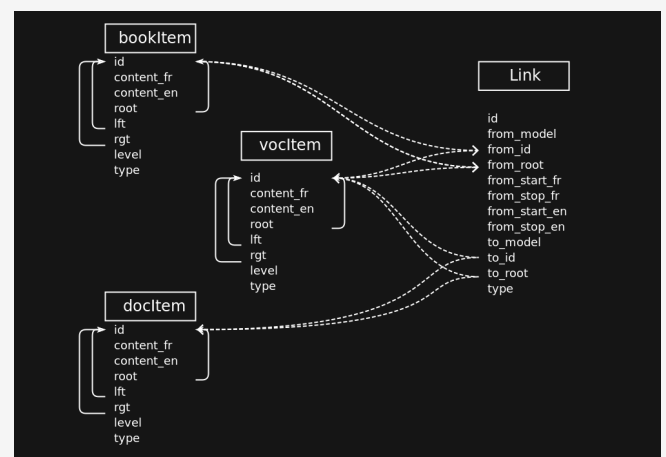 bookItem
id
content_fr
content_en
root
lft
rgt
level
type
vocItem
id
content_fr
content_en
root
lft
rgt
level
type
docItem
id
content_fr
content_en
root
lft
rgt
level
type
Link
id
from_model
from_id
from_root
from_start_fr
from_stop_fr
from_start_en
from_stop_en
to_model
to_id
to_root
type